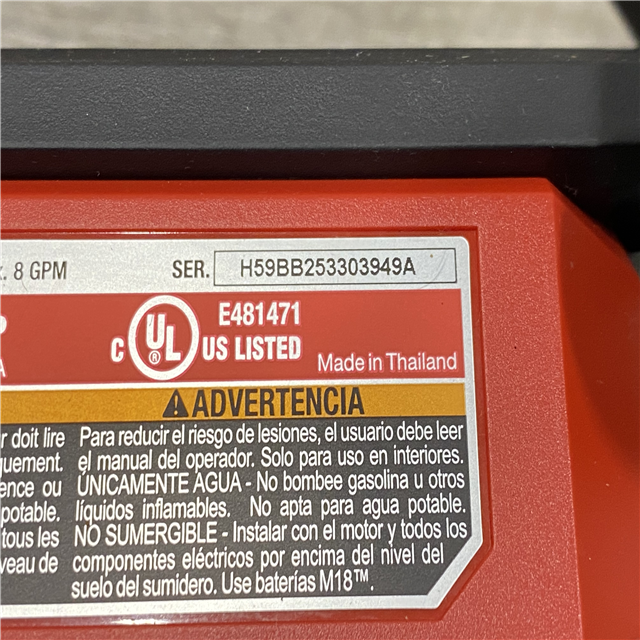 . 8 GPM SER. H59BB253303949A
E481471
C UL ® US LISTED
Made in Thailand
A
⚠ADVERTENCIA
doit lire
ence ou
potable.
tous les
veau de
Para reducir el riesgo de lesiones, el usuario debe leer
el manual del operador. Solo para uso en interiores.
ÚNICAMENTE AGUA - No bombee gasolina u otros
líquidos inflamables. No apta para agua potable.
NO SUMERGIBLE - Instalar con el motor y todos los
componentes eléctricos por encima del nivel del
suelo del sumidero. Use baterías M18™.